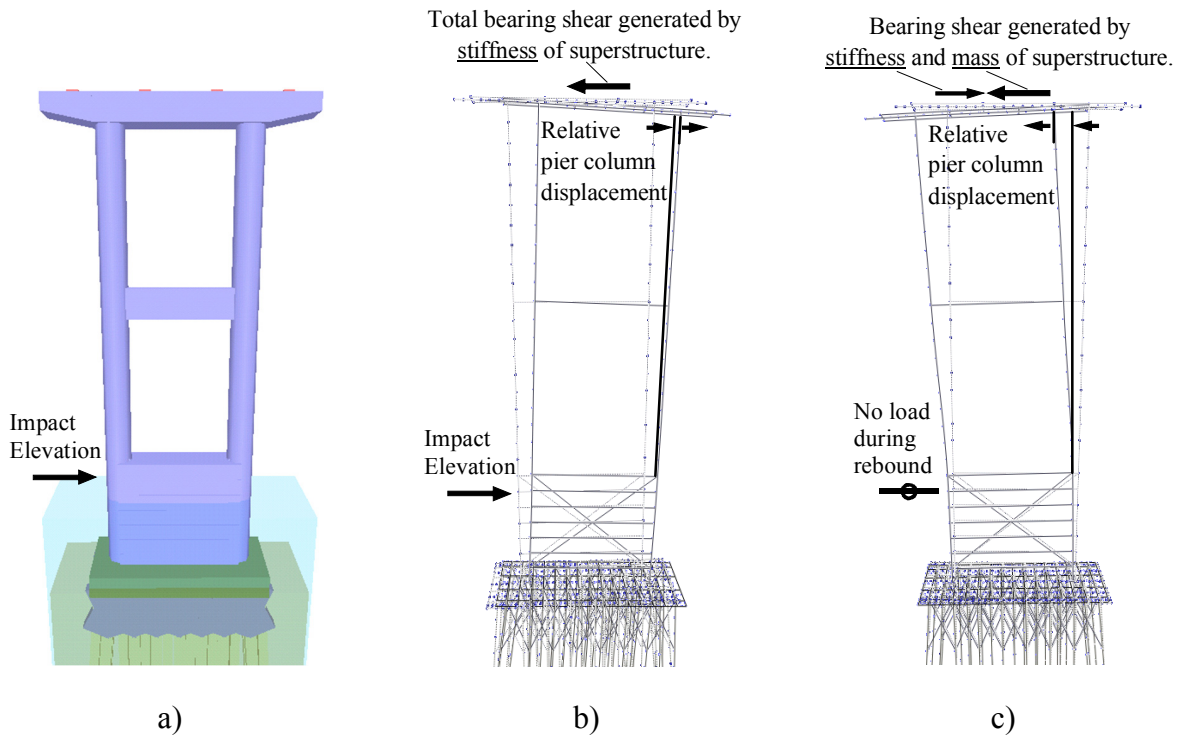 Total bearing shear generated by
stiffness of superstructure.
Bearing shear generated by
stiffness and mass of superstructure.
Relative
pier column
displacement
Relative
pier column
displacement
Impact
Elevation
Impact
Elevation
No load
during
rebound
a)
b)
c)